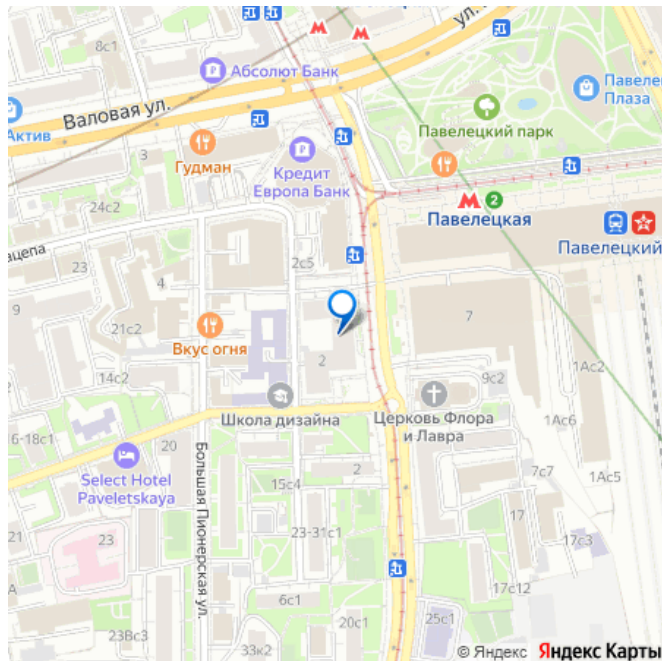 8с1
ул.
Абсолют Банк
Павелец
Плаза
Валовая ул.
Актив
Павелецкий парк
3
Гудман
Кредит
Европа Банк
24с2
2
Павелецкая
ацепа
Павелецкий
23
4
2с5
9
21с2
7
Вкус огня
2
14с2
9с2
1Ас2
Школа дизайна
Церковь Флора
и Лавра
1Ас6
6-18с1
20
Select Hotel
Paveletskaya
2
15с4
7с7
1Ас5
Большая Пионерская ул.
23-31с1
17
23
17с3
17с12
6с1
23Вс3
33к2
20с1
25с1
© Яндекс Яндекс Карты